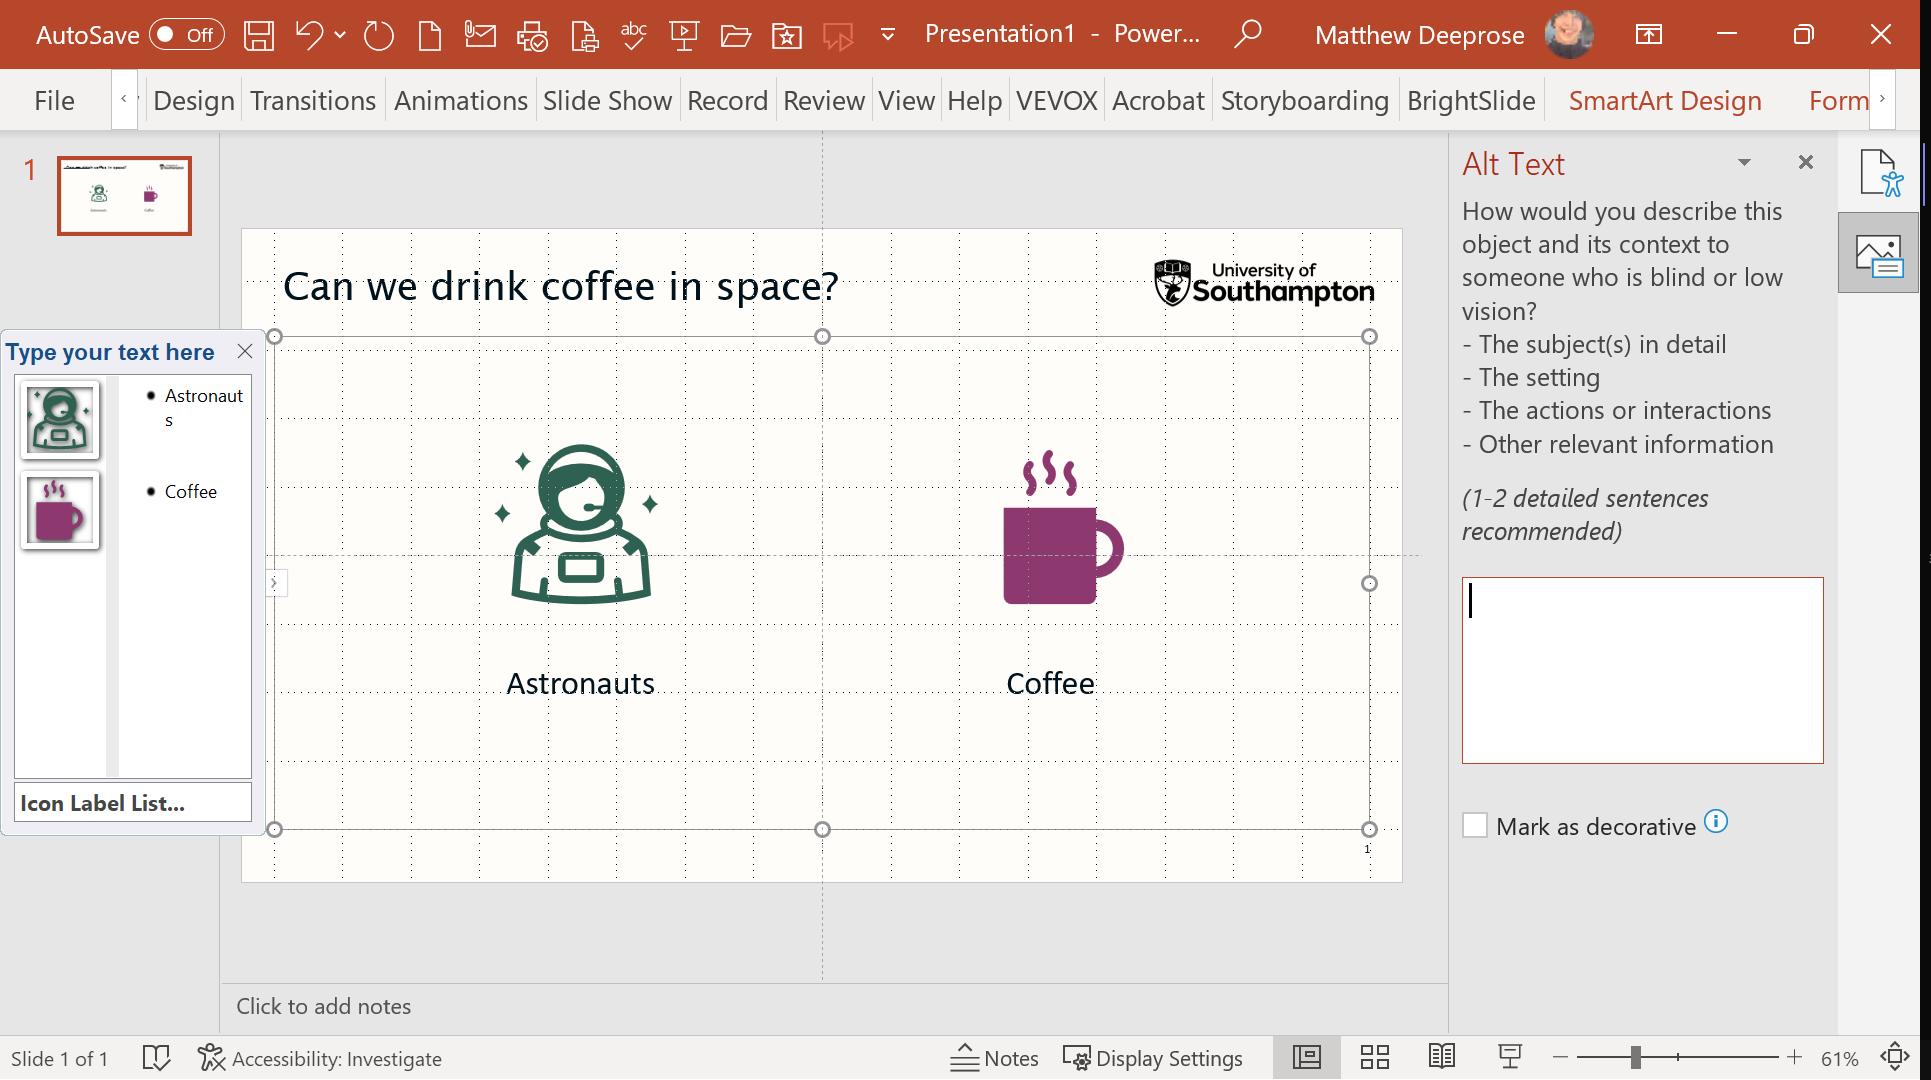 AutoSave Off
abc
Presentation1 - Power...
Matthew Deeprose
File
Design
Transitions
Animations
Slide Show
Record
Review
View
Help
VEVOX
Acrobat
Storyboarding
BrightSlide
SmartArt Design
Form
1
Can we drink coffee in space?
University of
Southampton
Type your text here
Astronaut
s
Coffee
Icon Label List...
Astronauts
Coffee
1
Alt Text
How would you describe this
object and its context to
someone who is blind or low
vision?
- The subject(s) in detail
- The setting
- The actions or interactions
- Other relevant information
(1-2 detailed sentences
recommended)
Mark as decorative
Click to add notes
Slide 1 of 1
Accessibility: Investigate
Notes
Display Settings
61%